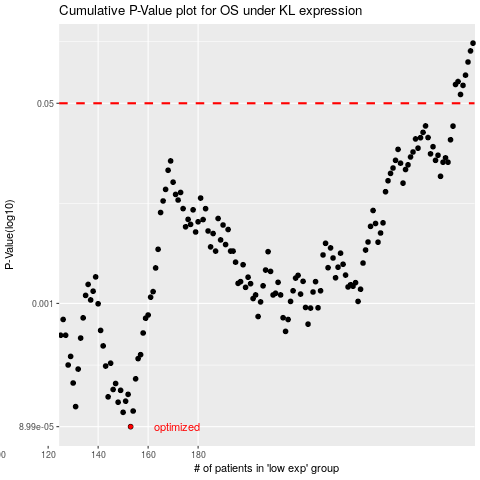 Cumulative P-Value plot for OS under KL expression
P-Value(log10)
0.05
0.001
8.99e-05
optimized
0 120 140 160 180
# of patients in 'low exp' group